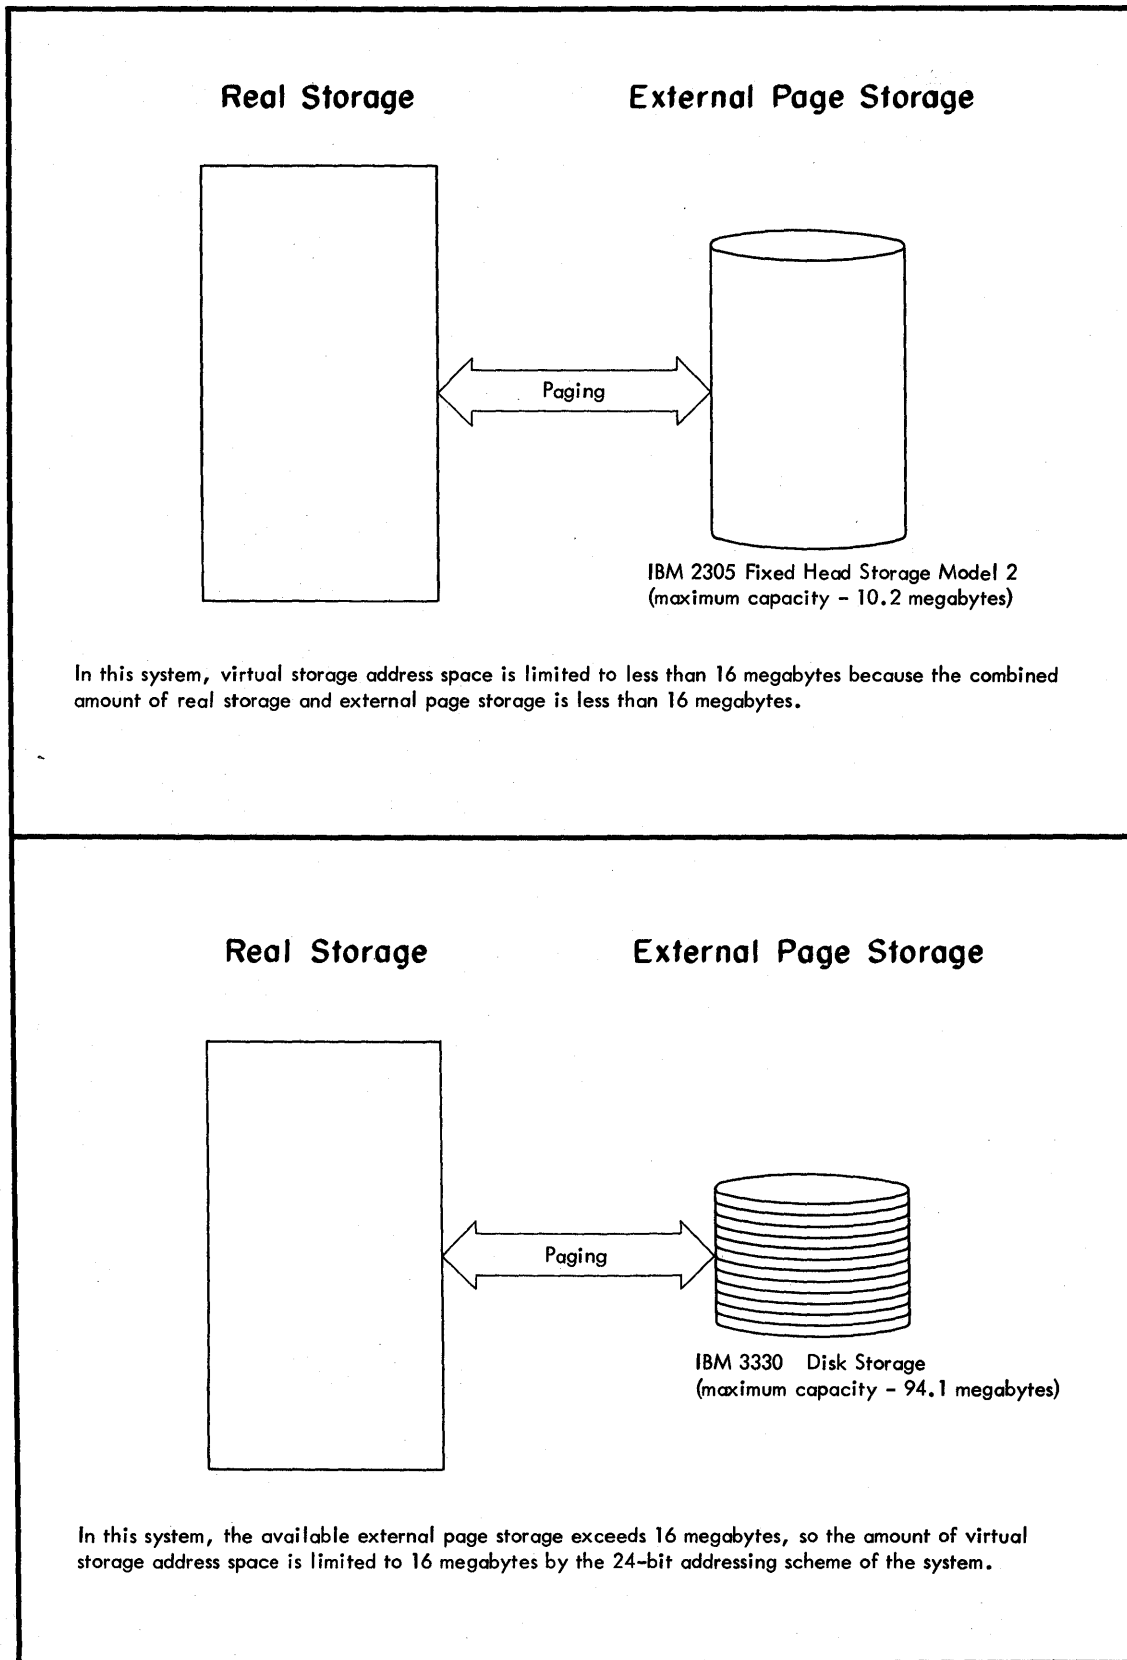 Real Storage
External Page Storage
Paging
IBM 2305 Fixed Head Storage Model 2
(maximum capacity - 10.2 megabytes)
In this system, virtual storage address space is limited to less than 16 megabytes because the combined
amount of real storage and external page storage is less than 16 megabytes.
Real Storage
External Page Storage
Paging
IBM 3330 Disk Storage
(maximum capacity - 94.1 megabytes)
In this system, the available external page storage exceeds 16 megabytes, so the amount of virtual
storage address space is limited to 16 megabytes by the 24-bit addressing scheme of the system.